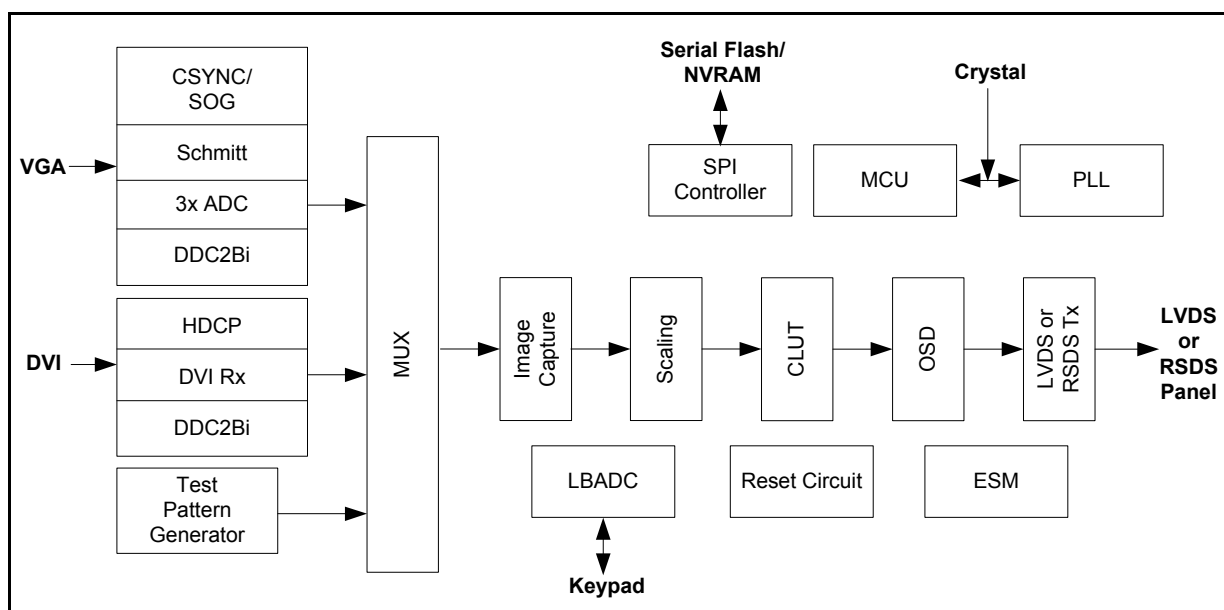 CSYNC/
SOG
Schmitt
3x ADC
DDC2Bi
VGA
HDCP
DVI Rx
DDC2Bi
DVI
Test
Pattern
Generator
MUX
Serial Flash/
NVRAM
SPI
Controller
Crystal
MCU
PLL
Image
Capture
Scaling
CLUT
OSD
LVDS or
RSDS Tx
LVDS
or
RSDS
Panel
LBADC
Reset Circuit
ESM
Keypad